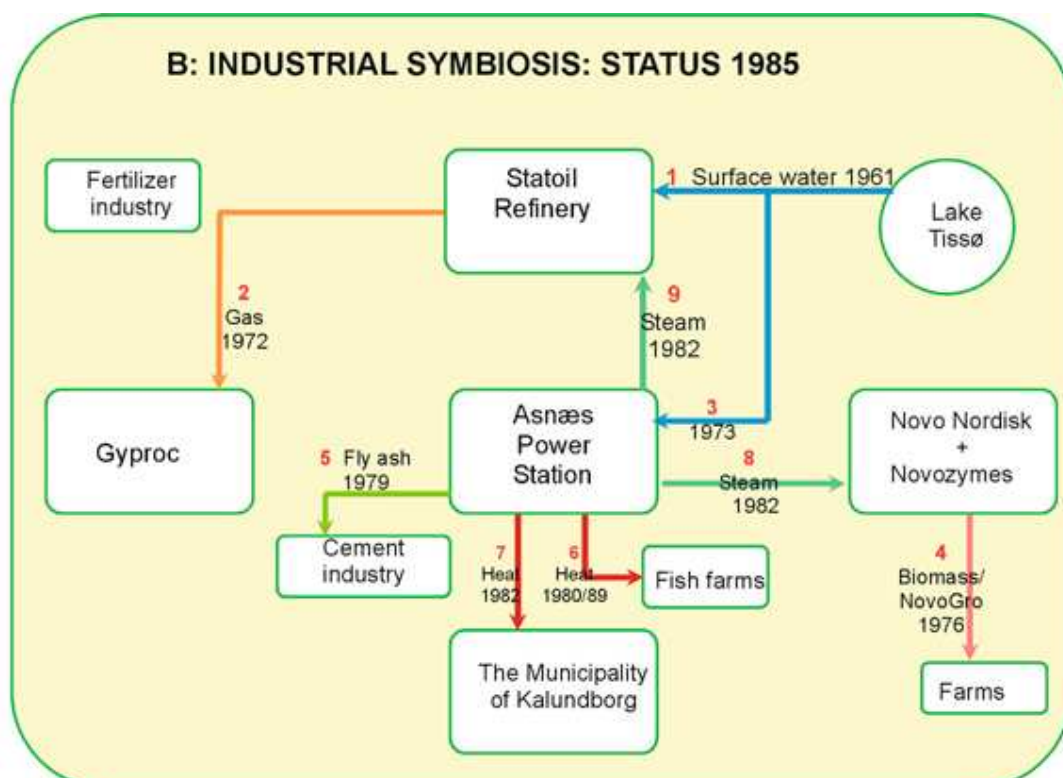 B: INDUSTRIAL SYMBIOSIS: STATUS 1985
Fertilizer
industry
Statoil
Refinery
1 Surface water 1961
Lake
Tissø
2
Gas
1972
9
Steam
1982
Gyproc
Asnæs
Power
Station
3
1973
Novo Nordisk
+
Novozymes
5 Fly ash
1979
8
Steam
1982
Cement
industry
7
Heat
1982
6
Heat
1980/89
Fish farms
4
Biomass/
NovoGro
1976
The Municipality
of Kalundborg
Farms